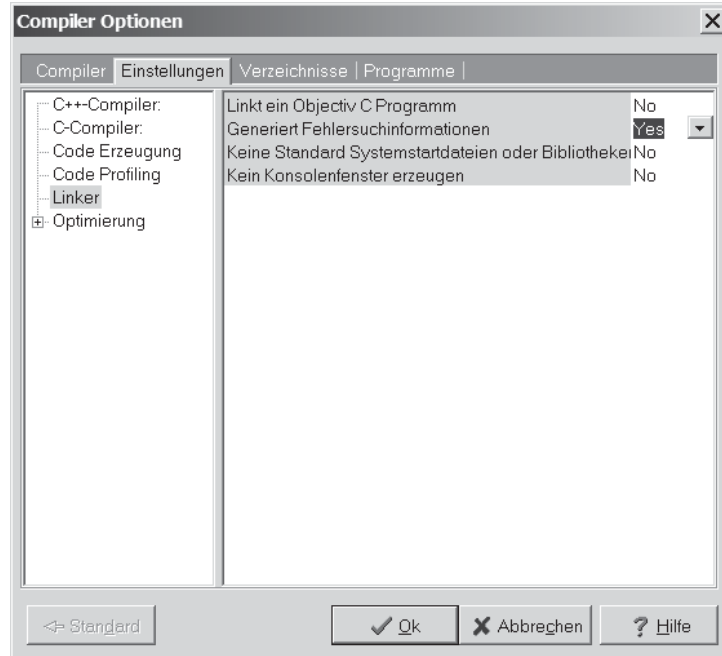 Compiler Optionen
Compiler Einstellungen Verzeichnisse Programme
C++-Compiler:
C-Compiler:
Code Erzeugung
Code Profiling
Linker
Optimierung
Linkt ein Objectiv C Programm No
Generiert Fehlersuchinformationen Yes
Keine Standard Systemstartdateien oder Bibliotheken No
Kein Konsolenfenster erzeugen No
Standard
Ok
Abbrechen
? Hilfe